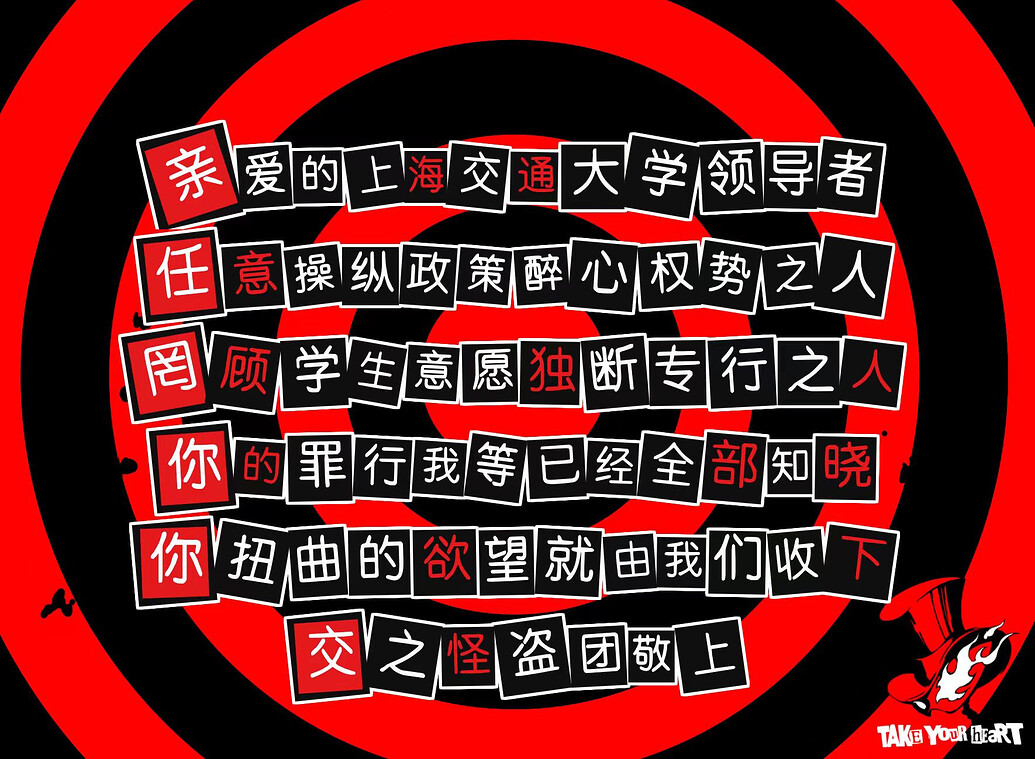 亲爱的上海交通大学领导者
任意操纵政策醉心权势之人
罔顾学生意愿独断专行之人
你的罪行我等已经全部知晓
你扭曲的欲望就由我们收下
交之怪盗团敬上
TAKE YOUR HEART